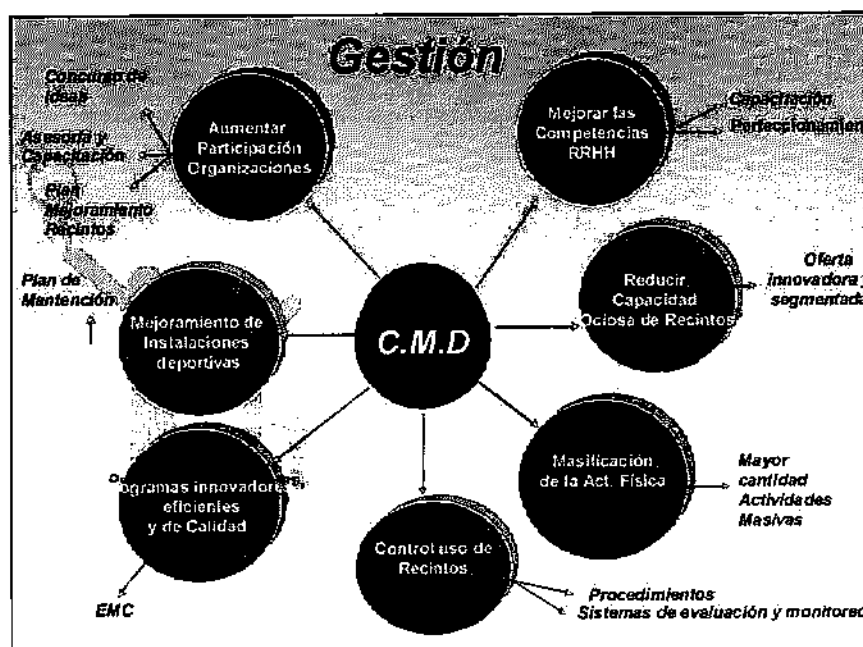 Gestión
Concurso de
ideas
Asesoría y
Capacitación
Plan
Mejoramiento
Recintos
Aumentar
Participación
Organizaciones
Mejorar las
Competencias
RRHH
Capacitación
Perfeccionamien
Reducir
Capacidad
Ociosa de Recintos
Oferta
innovadora y
segmentada
Plan de
Mantención
Mejoramiento de
Instalaciones
deportivas
C.M.D
Programas innovadores,
eficientes
y de Calidad
EMC
Masificación
de la Act. Física
Mayor
cantidad
Actividades
Masivas
Control uso de
Recintos
Procedimientos
Sistemas de evaluación y monitoreo